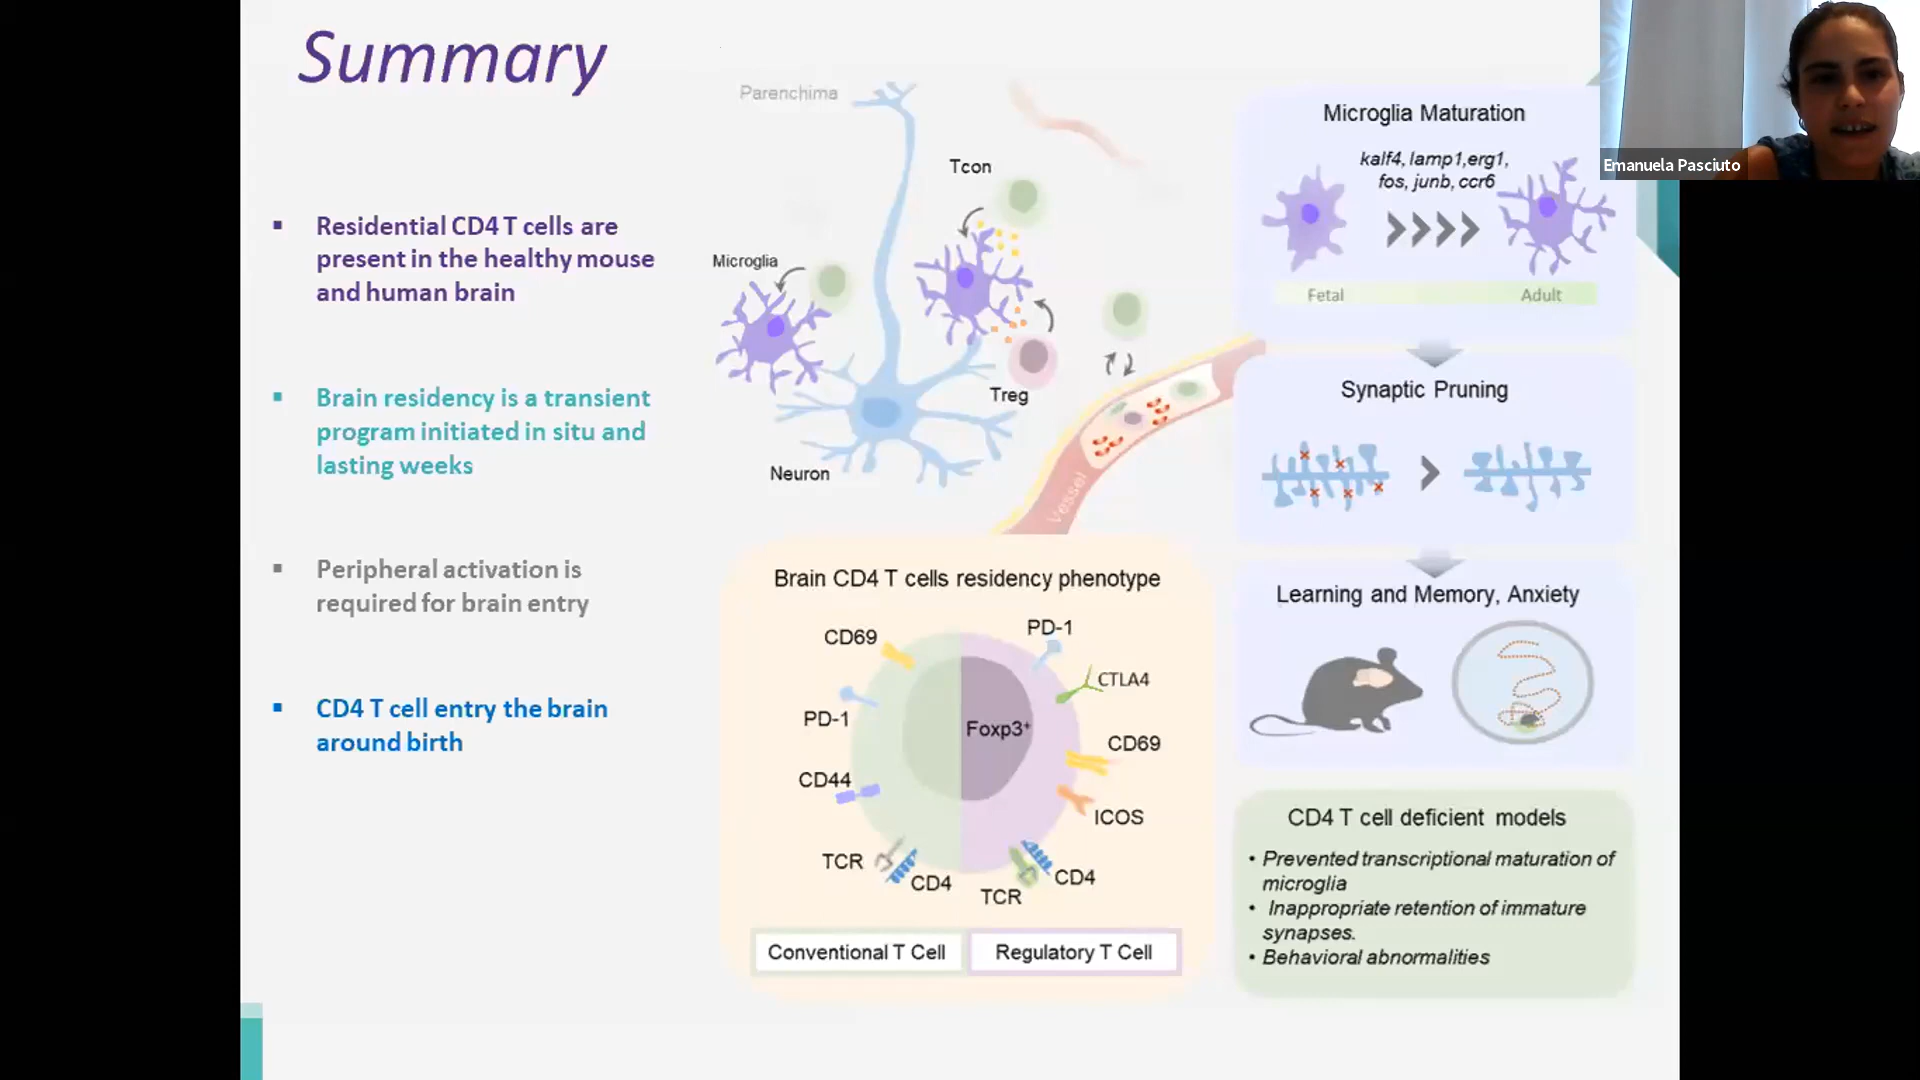 Summary
Residential CD4 T cells are
present in the healthy mouse
and human brain
Brain residency is a transient
program initiated in situ and
lasting weeks
Peripheral activation is
required for brain entry
CD4 T cell entry the brain
around birth
Parenchima
Tcon
Microglia
Treg
Neuron
Vessel
Brain CD4 T cells residency phenotype
CD69
PD-1
CD44
TCR
CD4
Foxp3+
PD-1
CTLA4
CD69
ICOS
CD4
TCR
Conventional T Cell
Regulatory T Cell
Microglia Maturation
kalf4, lamp1,erg1,
fos, junb, ccr6
Fetal
Adult
Synaptic Pruning
Learning and Memory, Anxiety
CD4 T cell deficient models
• Prevented transcriptional maturation of
microglia
• Inappropriate retention of immature
synapses.
• Behavioral abnormalities
Emanuela Pasciuto